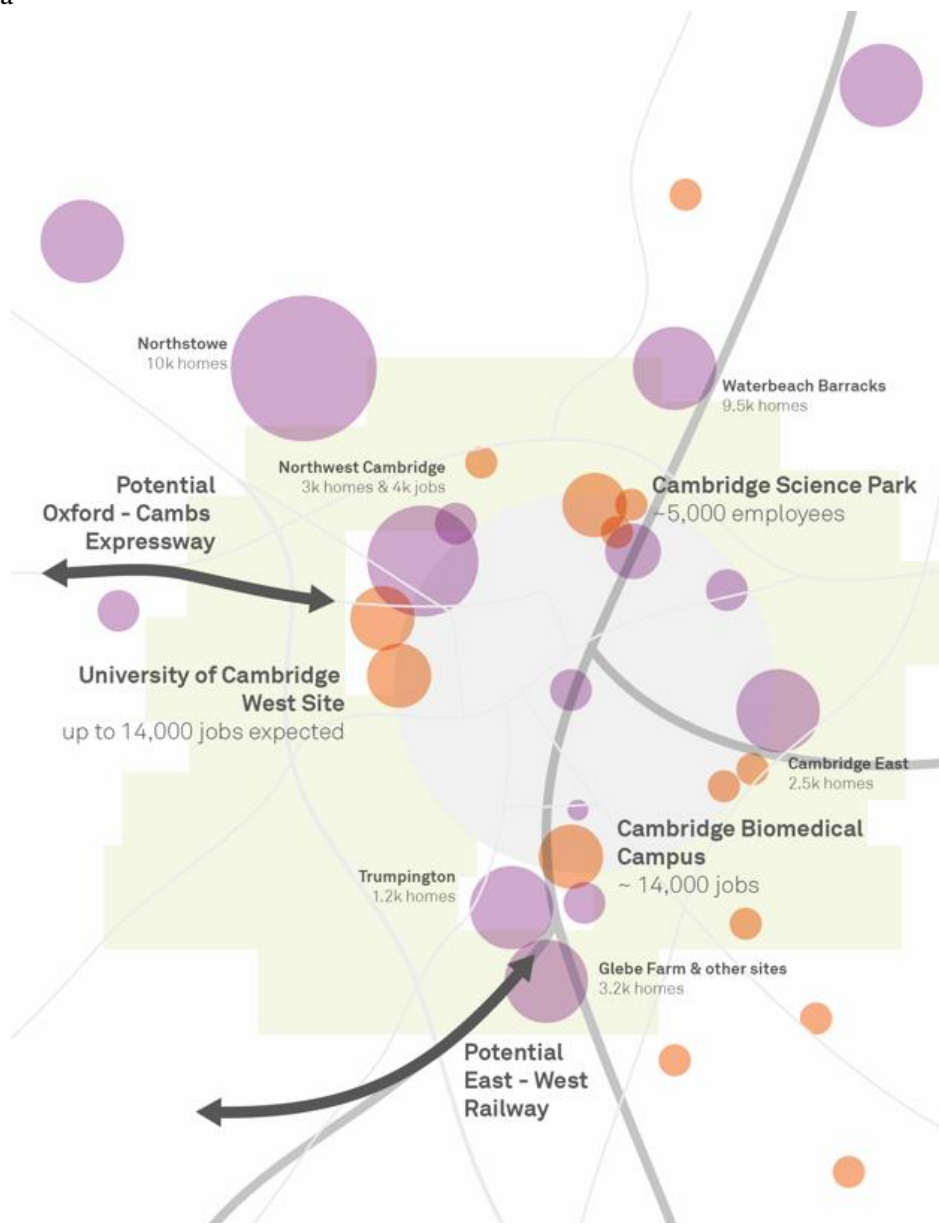 Northstowe
10k homes
Waterbeach Barracks
9.5k homes
Northwest Cambridge
3k homes & 4k jobs
Potential
Oxford - Cambs
Expressway
Cambridge Science Park
~5,000 employees
University of Cambridge
West Site
up to 14,000 jobs expected
Cambridge East
2.5k homes
Cambridge Biomedical
Campus
~ 14,000 jobs
Trumpington
1.2k homes
Glebe Farm & other sites
3.2k homes
Potential
East - West
Railway